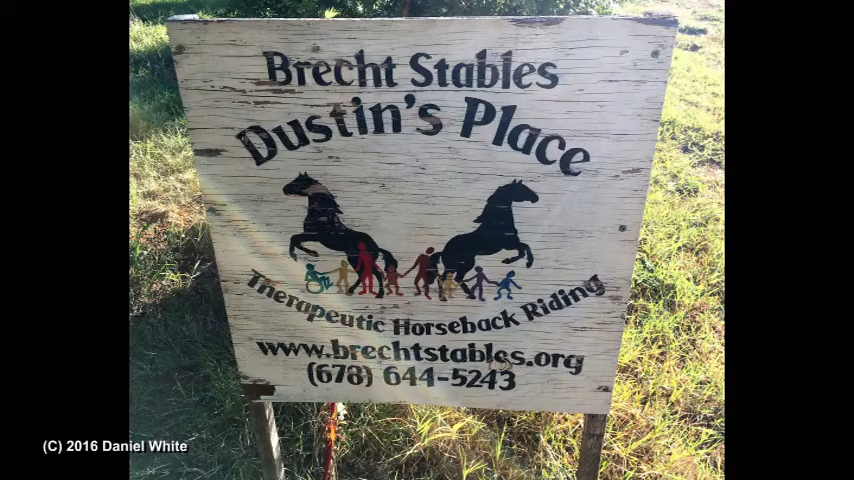 Brecht Stables
Dustin's Place
Therapeutic Horseback Riding
www.brechtstables.org
(678) 644-5243
(C) 2016 Daniel White